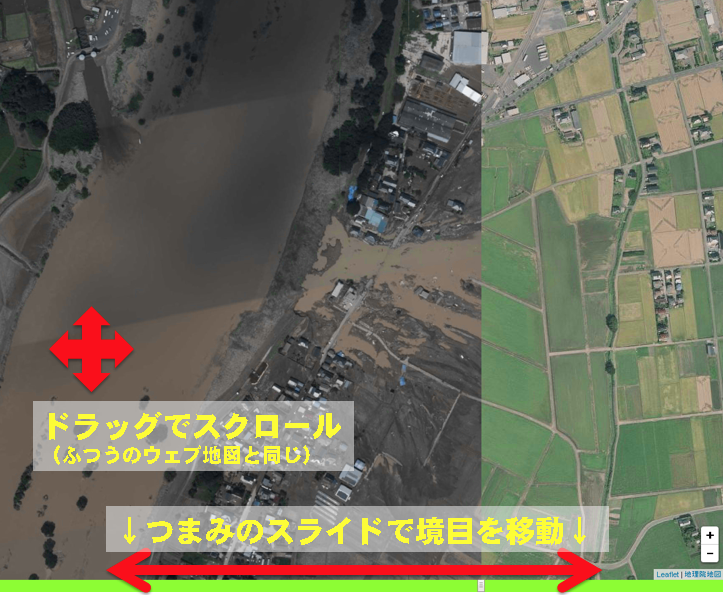 ドラッグでスクロール
（ふつうのウェブ地図と同じ）
↓つまみのスライドで境目を移動↓
+
−
Leaflet | 地理院地図